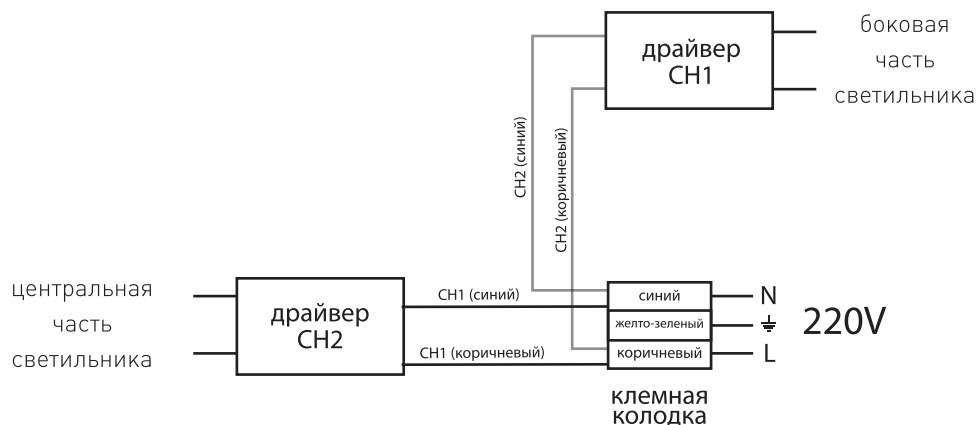 драйвер
CH1
боковая
часть
светильника
CH2 (синий)
CH2 (коричневый)
центральная
часть
светильника
драйвер
CH2
CH1 (синий)
CH1 (коричневый)
синий
желто-зеленый
коричневый
N
L
220V
клемная
колодка